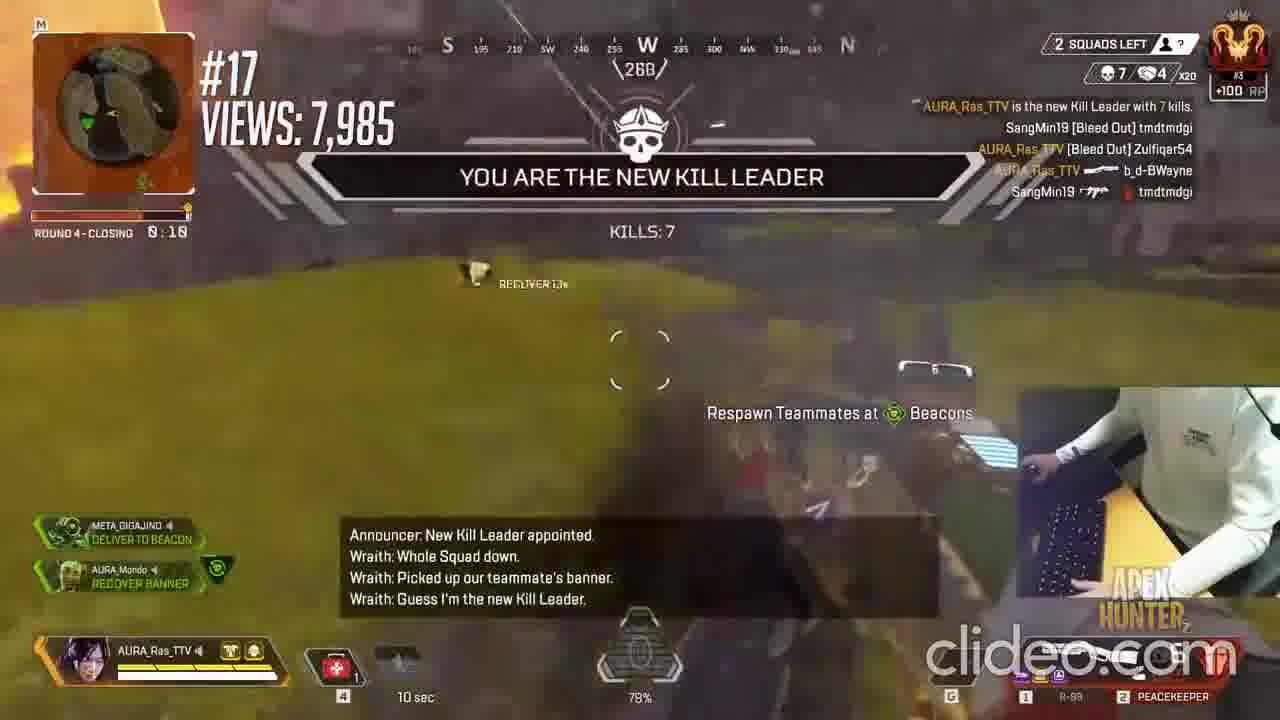 M
#17
VIEWS: 7,985
S 195 210 SW 240 255 W 285 300 NW 330 345 N
268
2 SQUADS LEFT ?
7 4 X20
#3
+100 RP
AURA_Ras_TTV is the new Kill Leader with 7 kills.
SangMin19 [Bleed Out] tmdtmdgi
AURA_Ras_TTV [Bleed Out] Zulfiqar54
AURA_Ras_TTV b_d-BWayne
SangMin19 tmdtmdgi
YOU ARE THE NEW KILL LEADER
KILLS: 7
ROUND 4 - CLOSING 0:10
Respawn Teammates at Beacons
META_GIGAJINO
DELIVER TO BEACON
AURA_Mondo
RECOVER BANNER
Announcer: New Kill Leader appointed.
Wraith: Whole Squad down.
Wraith: Picked up our teammate's banner.
Wraith: Guess I'm the new Kill Leader.
APEX
HUNTER
clideo.com
AURA_Ras_TTV
1
4
10 sec
78%
G
1 R-99 2 PEACEKEEPER